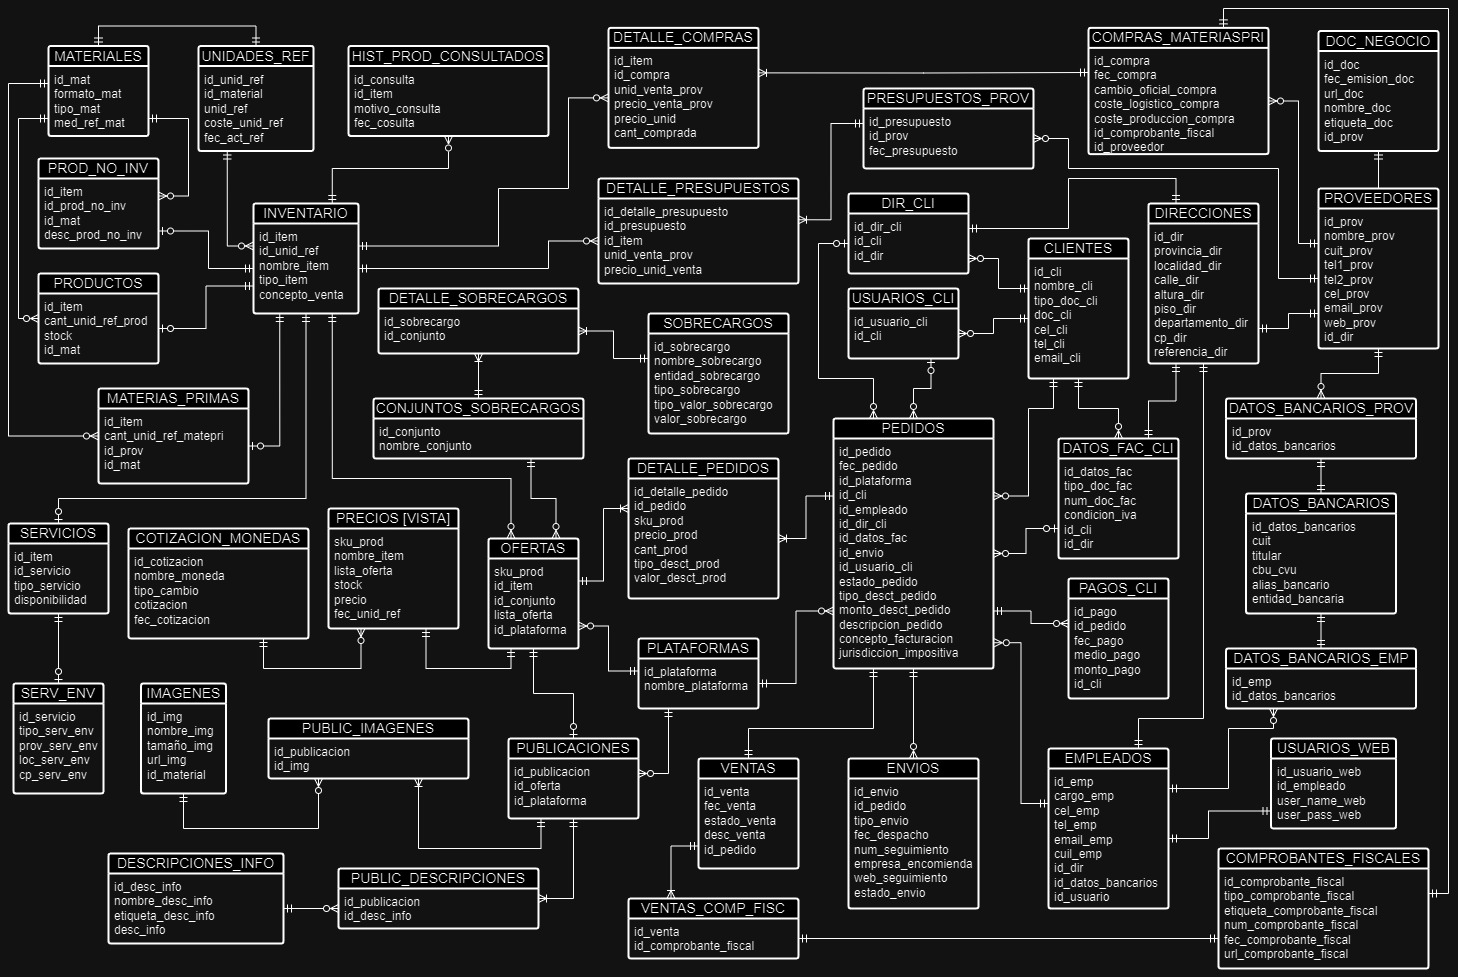 MATERIALES
id_mat
formato_mat
tipo_mat
med_ref_mat
UNIDADES_REF
id_unid_ref
id_material
unid_ref
coste_unid_ref
fec_act_ref
HIST_PROD_CONSULTADOS
id_consulta
id_item
motivo_consulta
fec_cosulta
DETALLE_COMPRAS
id_item
id_compra
unid_venta_prov
precio_venta_prov
precio_unid
cant_comprada
COMPRAS_MATERIASPRI
id_compra
fec_compra
cambio_oficial_compra
coste_logistico_compra
coste_produccion_compra
id_comprobante_fiscal
id_proveedor
DOC_NEGOCIO
id_doc
fec_emision_doc
url_doc
nombre_doc
etiqueta_doc
id_prov
PRESUPUESTOS_PROV
id_presupuesto
id_prov
fec_presupuesto
PROD_NO_INV
id_item
id_prod_no_inv
id_mat
desc_prod_no_inv
INVENTARIO
id_item
id_unid_ref
nombre_item
tipo_item
concepto_venta
DETALLE_PRESUPUESTOS
id_detalle_presupuesto
id_presupuesto
id_item
unid_venta_prov
precio_unid_venta
DIR_CLI
id_dir_cli
id_cli
id_dir
DIRECCIONES
id_dir
provincia_dir
localidad_dir
calle_dir
altura_dir
piso_dir
departamento_dir
cp_dir
referencia_dir
PROVEEDORES
id_prov
nombre_prov
cuit_prov
tel1_prov
tel2_prov
cel_prov
email_prov
web_prov
id_dir
CLIENTES
id_cli
nombre_cli
tipo_doc_cli
doc_cli
cel_cli
tel_cli
email_cli
PRODUCTOS
id_item
cant_unid_ref_prod
stock
id_mat
DETALLE_SOBRECARGOS
id_sobrecargo
id_conjunto
USUARIOS_CLI
id_usuario_cli
id_cli
SOBRECARGOS
id_sobrecargo
nombre_sobrecargo
entidad_sobrecargo
tipo_sobrecargo
tipo_valor_sobrecargo
valor_sobrecargo
MATERIAS_PRIMAS
id_item
cant_unid_ref_matepri
id_prov
id_mat
CONJUNTOS_SOBRECARGOS
id_conjunto
nombre_conjunto
PEDIDOS
id_pedido
fec_pedido
id_plataforma
id_cli
id_empleado
id_dir_cli
id_datos_fac
id_envio
id_usuario_cli
estado_pedido
tipo_desct_pedido
monto_desct_pedido
descripcion_pedido
concepto_facturacion
jurisdiccion_impositiva
DATOS_BANCARIOS_PROV
id_prov
id_datos_bancarios
DATOS_FAC_CLI
id_datos_fac
tipo_doc_fac
num_doc_fac
condicion_iva
id_cli
id_dir
DETALLE_PEDIDOS
id_detalle_pedido
id_pedido
sku_prod
precio_prod
cant_prod
tipo_desct_prod
valor_desct_prod
DATOS_BANCARIOS
id_datos_bancarios
cuit
titular
cbu_cvu
alias_bancario
entidad_bancaria
SERVICIOS
id_item
id_servicio
tipo_servicio
disponibilidad
COTIZACION_MONEDAS
id_cotizacion
nombre_moneda
tipo_cambio
cotizacion
fec_cotizacion
PRECIOS [VISTA]
sku_prod
nombre_item
lista_oferta
stock
precio
fec_unid_ref
OFERTAS
sku_prod
id_item
id_conjunto
lista_oferta
id_plataforma
PAGOS_CLI
id_pago
id_pedido
fec_pago
medio_pago
monto_pago
id_cli
PLATAFORMAS
id_plataforma
nombre_plataforma
DATOS_BANCARIOS_EMP
id_emp
id_datos_bancarios
SERV_ENV
id_servicio
tipo_serv_env
prov_serv_env
loc_serv_env
cp_serv_env
IMAGENES
id_img
nombre_img
tamaño_img
url_img
id_material
PUBLIC_IMAGENES
id_publicacion
id_img
PUBLICACIONES
id_publicacion
id_oferta
id_plataforma
VENTAS
id_venta
fec_venta
estado_venta
desc_venta
id_pedido
ENVIOS
id_envio
id_pedido
tipo_envio
fec_despacho
num_seguimiento
empresa_encomienda
web_seguimiento
estado_envio
EMPLEADOS
id_emp
cargo_emp
cel_emp
tel_emp
email_emp
cuil_emp
id_dir
id_datos_bancarios
id_usuario
USUARIOS_WEB
id_usuario_web
id_empleado
user_name_web
user_pass_web
DESCRIPCIONES_INFO
id_desc_info
nombre_desc_info
etiqueta_desc_info
desc_info
PUBLIC_DESCRIPCIONES
id_publicacion
id_desc_info
VENTAS_COMP_FISC
id_venta
id_comprobante_fiscal
COMPROBANTES_FISCALES
id_comprobante_fiscal
tipo_comprobante_fiscal
etiqueta_comprobante_fiscal
num_comprobante_fiscal
fec_comprobante_fiscal
url_comprobante_fiscal